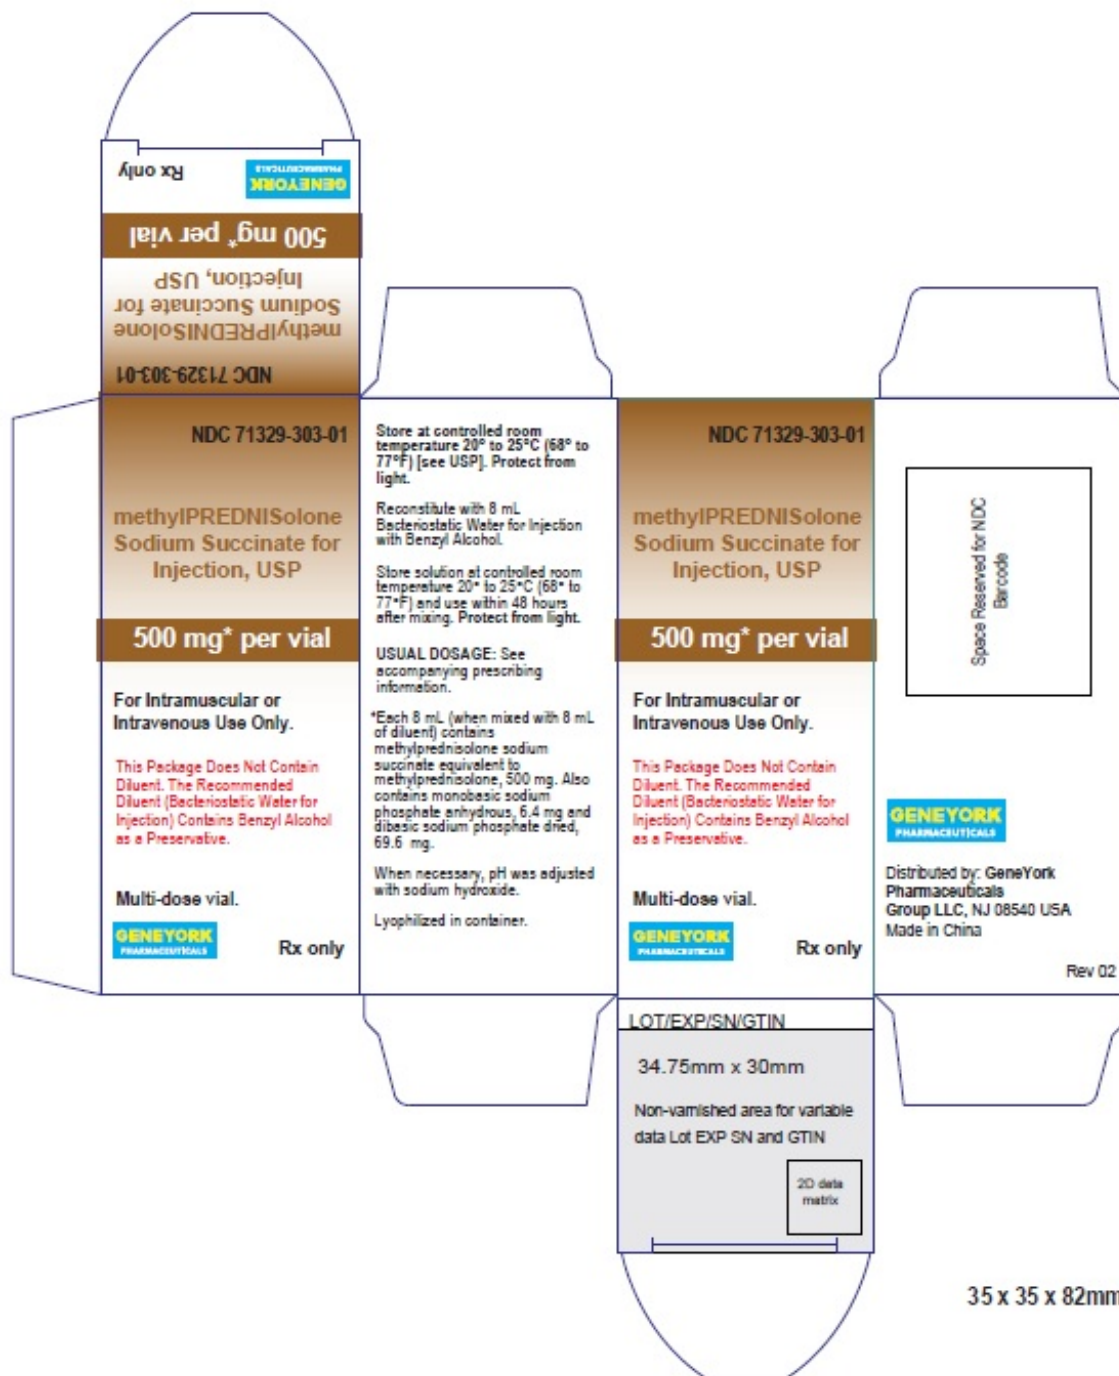 Rx only
GENEYORK
PHARMACEUTICALS
500 mg* per vial
methylPREDNISolone
Sodium Succinate for
Injection, USP
NDC 71329-303-01
NDC 71329-303-01
methylPREDNISolone
Sodium Succinate for
Injection, USP
500 mg* per vial
For Intramuscular or
Intravenous Use Only.
This Package Does Not Contain
Diluent. The Recommended
Diluent (Bacteriostatic Water for
Injection) Contains Benzyl Alcohol
as a Preservative.
Multi-dose vial.
GENEYORK
PHARMACEUTICALS
Rx only
Store at controlled room
temperature 20° to 25°C (68° to
77°F) [see USP]. Protect from
light.
Reconstitute with 8 mL
Bacteriostatic Water for Injection
with Benzyl Alcohol.
Store solution at controlled room
temperature 20° to 25°C (68° to
77°F) and use within 48 hours
after mixing. Protect from light.
USUAL DOSAGE: See
accompanying prescribing
information.
*Each 8 mL (when mixed with 8 mL
of diluent) contains
methylprednisolone sodium
succinate equivalent to
methylprednisolone, 500 mg. Also
contains monobasic sodium
phosphate anhydrous, 6.4 mg and
dibasic sodium phosphate dried,
69.6 mg.
When necessary, pH was adjusted
with sodium hydroxide.
Lyophilized in container.
NDC 71329-303-01
methylPREDNISolone
Sodium Succinate for
Injection, USP
500 mg* per vial
For Intramuscular or
Intravenous Use Only.
This Package Does Not Contain
Diluent. The Recommended
Diluent (Bacteriostatic Water for
Injection) Contains Benzyl Alcohol
as a Preservative.
Multi-dose vial.
GENEYORK
PHARMACEUTICALS
Rx only
Space Reserved for NDC
Barcode
GENEYORK
PHARMACEUTICALS
Distributed by: GeneYork
Pharmaceuticals
Group LLC, NJ 08540 USA
Made in China
Rev 02
LOT/EXP/SN/GTIN
34.75mm x 30mm
Non-varnished area for variable
data Lot EXP SN and GTIN
2D data
matrix
35 x 35 x 82mm